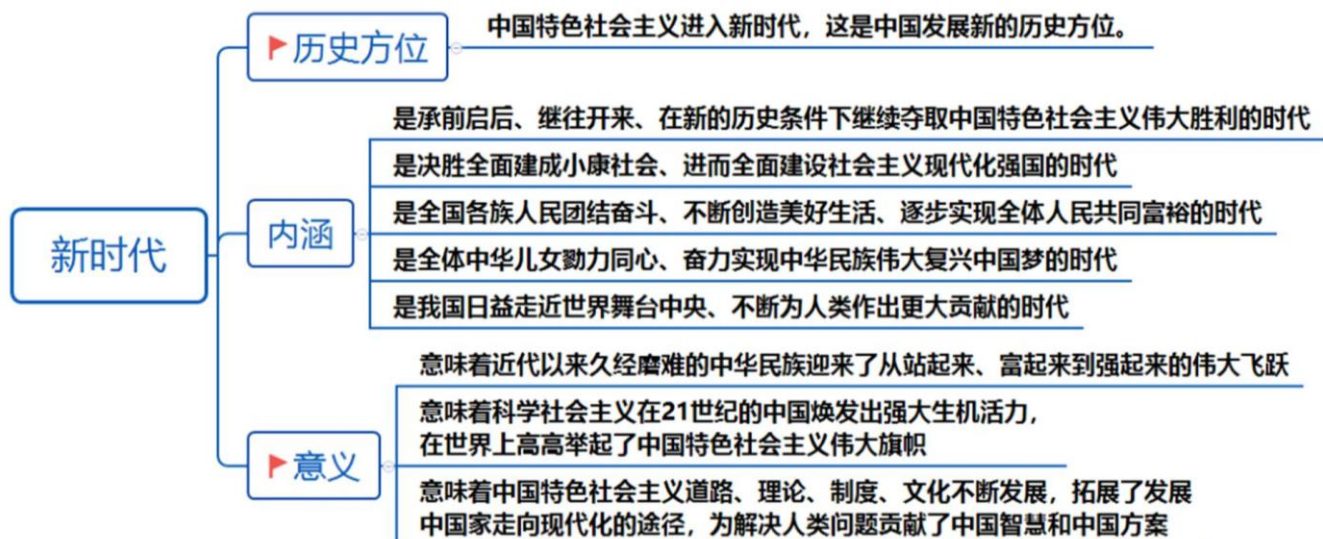 新时代
历史方位
中国特色社会主义进入新时代，这是中国发展新的历史方位。
内涵
是承前启后、继往开来、在新的历史条件下继续夺取中国特色社会主义伟大胜利的时代
是决胜全面建成小康社会、进而全面建设社会主义现代化强国的时代
是全国各族人民团结奋斗、不断创造美好生活、逐步实现全体人民共同富裕的时代
是全体中华儿女勠力同心、奋力实现中华民族伟大复兴中国梦的时代
是我国日益走近世界舞台中央、不断为人类作出更大贡献的时代
意义
意味着近代以来久经磨难的中华民族迎来了从站起来、富起来到强起来的伟大飞跃
意味着科学社会主义在21世纪的中国焕发出强大生机活力，
在世界上高高举起了中国特色社会主义伟大旗帜
意味着中国特色社会主义道路、理论、制度、文化不断发展，拓展了发展
中国家走向现代化的途径，为解决人类问题贡献了中国智慧和中国方案